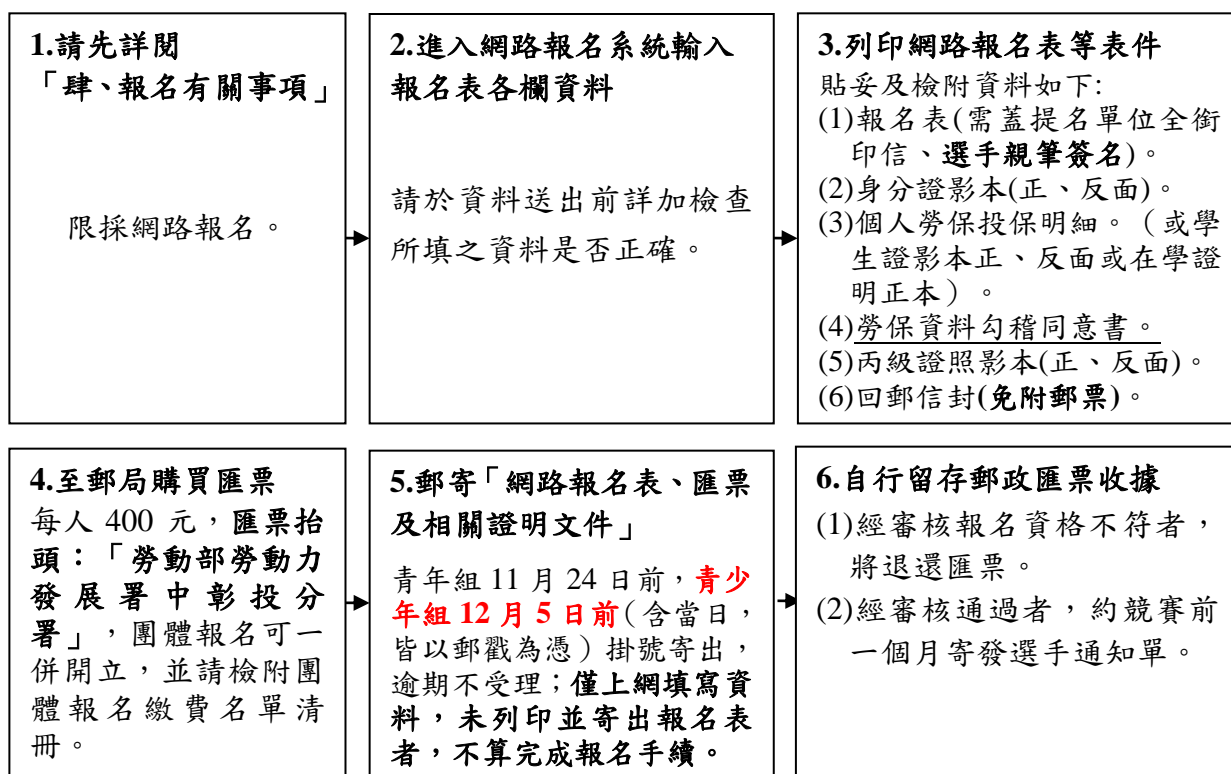 1.請先詳閱
「肆、報名有關事項」
限採網路報名。
2.進入網路報名系統輸入
報名表各欄資料
請於資料送出前詳加檢查
所填之資料是否正確。
3.列印網路報名表等表件
貼妥及檢附資料如下:
(1)報名表(需蓋提名單位全銜
印信、選手親筆簽名)。
(2)身分證影本(正、反面)。
(3)個人勞保投保明細。（或學
生證影本正、反面或在學證
明正本）。
(4)勞保資料勾稽同意書。
(5)丙級證照影本(正、反面)。
(6)回郵信封(免附郵票)。
4.至郵局購買匯票
每人 400 元，匯票抬
頭：「勞動部勞動力
發展署中彰投分
署」，團體報名可一
併開立，並請檢附團
體報名繳費名單清
冊。
5.郵寄「網路報名表、匯票
及相關證明文件」
青年組 11 月 24 日前，青少
年組 12 月 5 日前(含當日，
皆以郵戳為憑）掛號寄出，
逾期不受理；僅上網填寫資
料，未列印並寄出報名表
者，不算完成報名手續。
6.自行留存郵政匯票收據
(1)經審核報名資格不符者，
將退還匯票。
(2)經審核通過者，約競賽前
一個月寄發選手通知單。